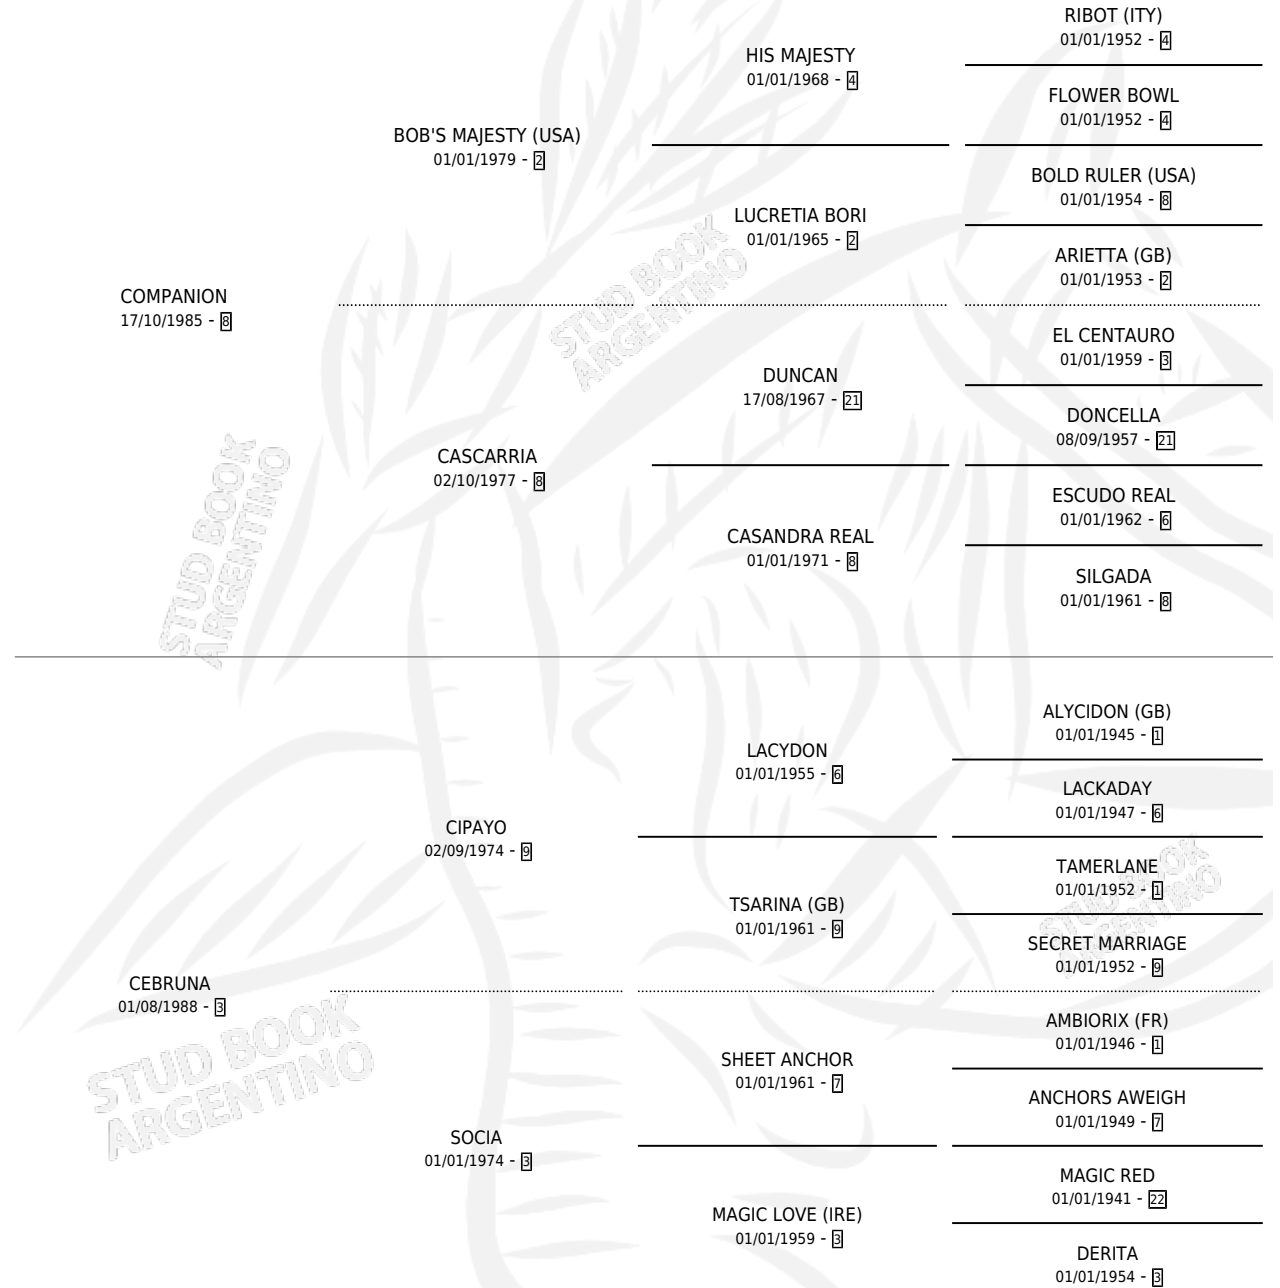 RIBOT (ITY)
01/01/1952 - 4
HIS MAJESTY
01/01/1968 - 4
FLOWER BOWL
01/01/1952 - 4
BOB'S MAJESTY (USA)
01/01/1979 - 2
BOLD RULER (USA)
01/01/1954 - 8
LUCRETIA BORI
01/01/1965 - 2
ARIETTA (GB)
01/01/1953 - 2
COMPANION
17/10/1985 - 8
EL CENTAURO
01/01/1959 - 3
DUNCAN
17/08/1967 - 21
DONCELLA
08/09/1957 - 21
CASCARRIA
02/10/1977 - 8
ESCUDO REAL
01/01/1962 - 6
CASANDRA REAL
01/01/1971 - 8
SILGADA
01/01/1961 - 8
ALYCIDON (GB)
01/01/1945 - 1
LACYDON
01/01/1955 - 6
LACKADAY
01/01/1947 - 6
CIPAYO
02/09/1974 - 9
TAMERLANE
01/01/1952 - 1
TSARINA (GB)
01/01/1961 - 9
SECRET MARRIAGE
01/01/1952 - 9
CEBRUNA
01/08/1988 - 3
AMBIORIX (FR)
01/01/1946 - 1
SHEET ANCHOR
01/01/1961 - 7
ANCHORS AWEIGH
01/01/1949 - 7
SOCIA
01/01/1974 - 3
MAGIC RED
01/01/1941 - 22
MAGIC LOVE (IRE)
01/01/1959 - 3
DERITA
01/01/1954 - 3
STUD BOOK
ARGENTINO
STUD BOOK
ARGENTINO
STUD BOOK
ARGENTINO
STUD BOOK
ARGENTINO